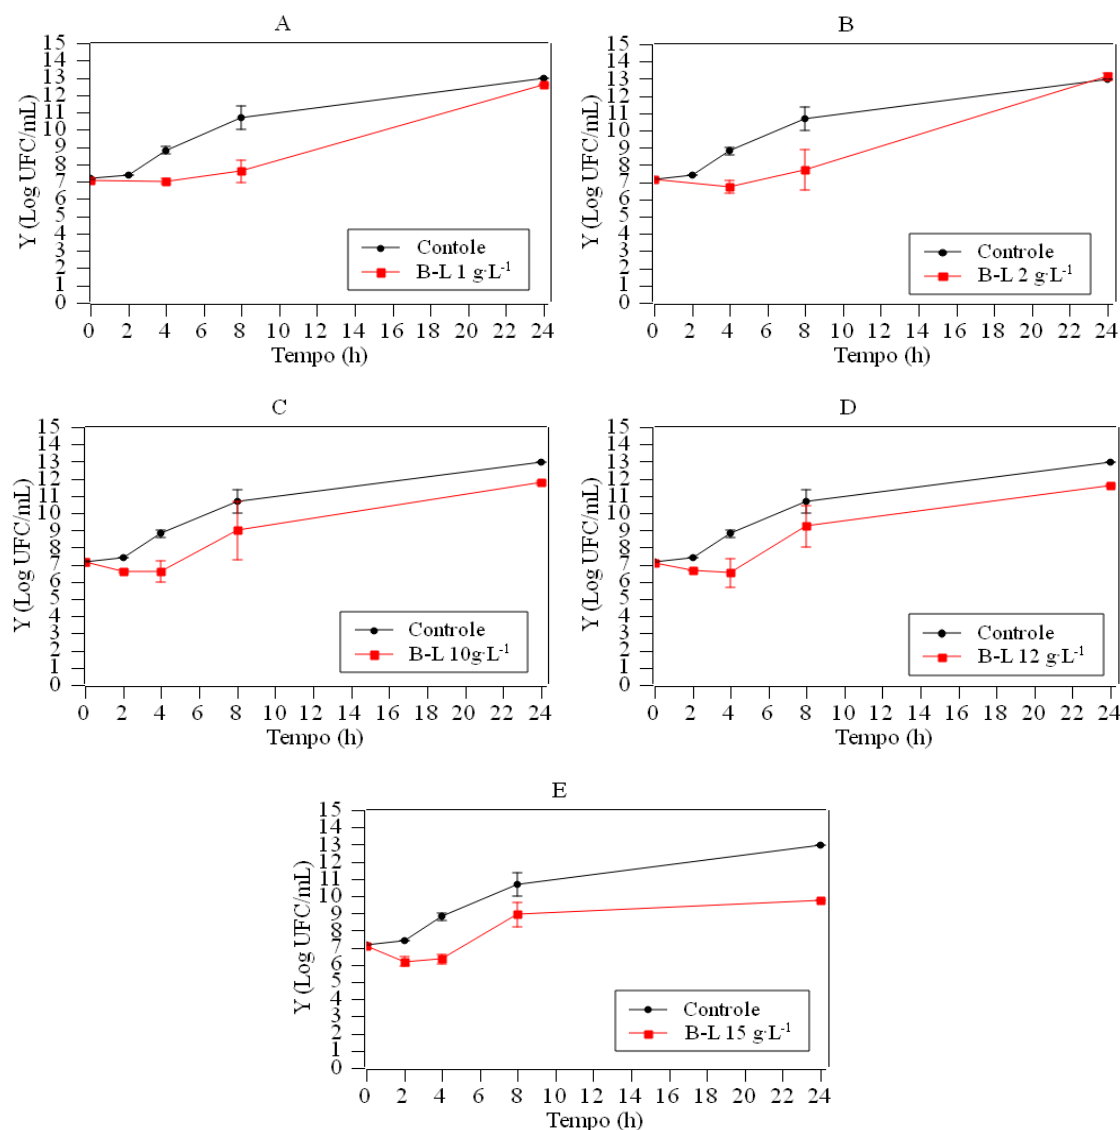 A
Y (Log UFC/mL)
15
14
13
12
11
10
9
8
7
6
5
4
3
2
1
0
Contole
B-L 1 g·L⁻¹
0 2 4 6 8 10 12 14 16 18 20 22 24
Tempo (h)
B
Y (Log UFC/mL)
15
14
13
12
11
10
9
8
7
6
5
4
3
2
1
0
Controle
B-L 2 g·L⁻¹
0 2 4 6 8 10 12 14 16 18 20 22 24
Tempo (h)
C
Y (Log UFC/mL)
15
14
13
12
11
10
9
8
7
6
5
4
3
2
1
0
Controle
B-L 10g·L⁻¹
0 2 4 6 8 10 12 14 16 18 20 22 24
Tempo (h)
D
Y (Log UFC/mL)
15
14
13
12
11
10
9
8
7
6
5
4
3
2
1
0
Controle
B-L 12 g·L⁻¹
0 2 4 6 8 10 12 14 16 18 20 22 24
Tempo (h)
E
Y (Log UFC/mL)
15
14
13
12
11
10
9
8
7
6
5
4
3
2
1
0
Controle
B-L 15 g·L⁻¹
0 2 4 6 8 10 12 14 16 18 20 22 24
Tempo (h)